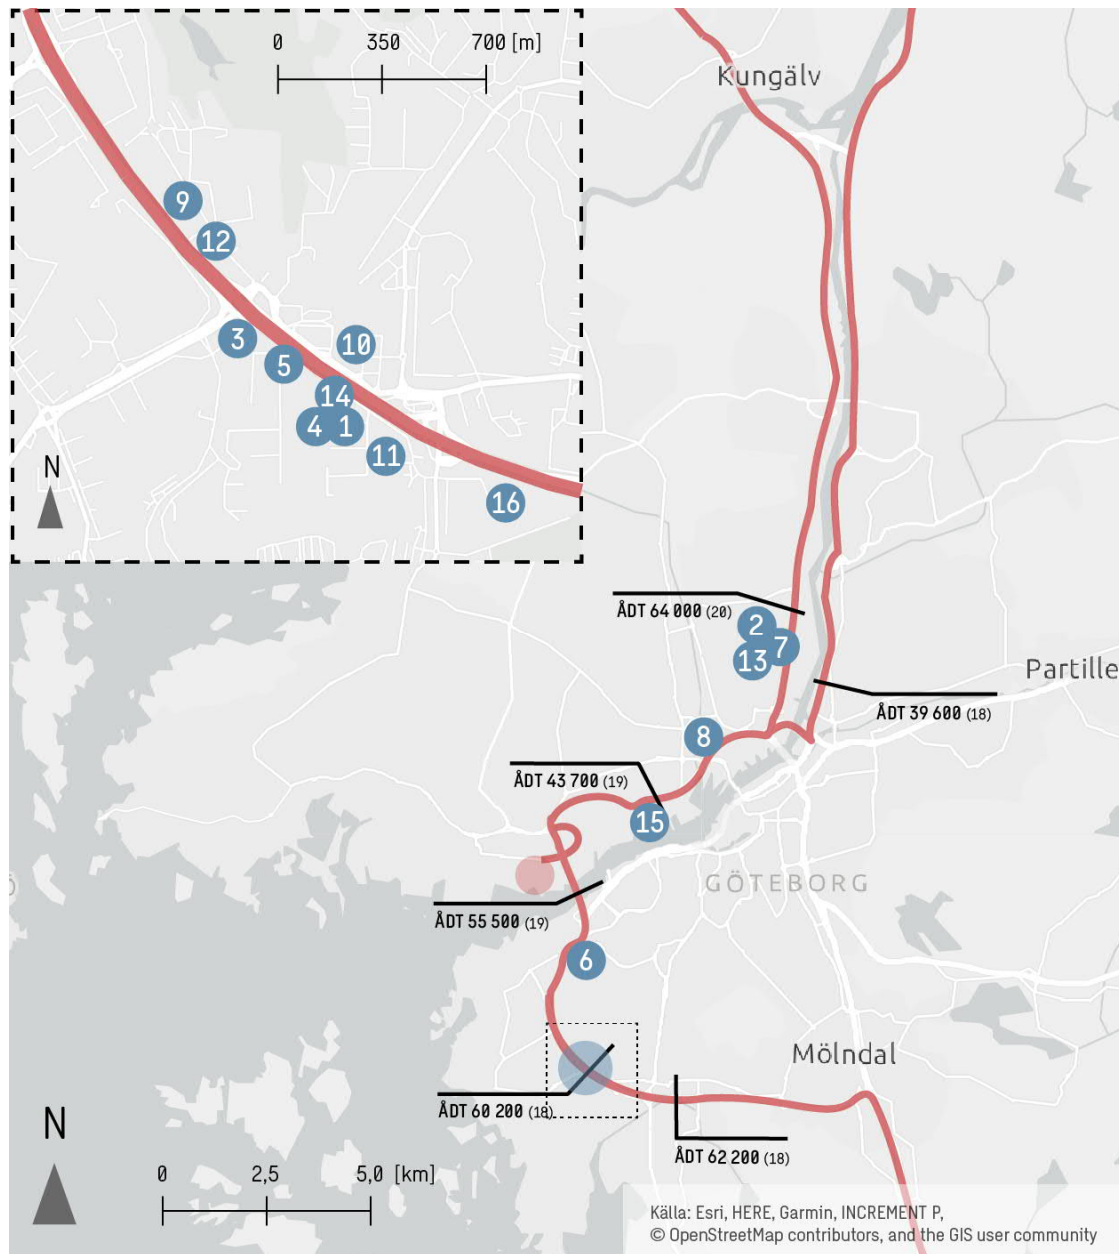 0 350 700 [m]
Kungälv
9
12
3
10
5
14
4 1
11
N
16
ÅDT 64 000 (20)
2
7
13
Partille
ÅDT 39 600 (18)
8
ÅDT 43 700 (19)
15
GÖTEBORG
ÅDT 55 500 (19)
6
Mölndal
ÅDT 60 200 (18)
N
ÅDT 62 200 (18)
0 2,5 5,0 [km]
Källa: Esri, HERE, Garmin, INCREMENT P,
© OpenStreetMap contributors, and the GIS user community